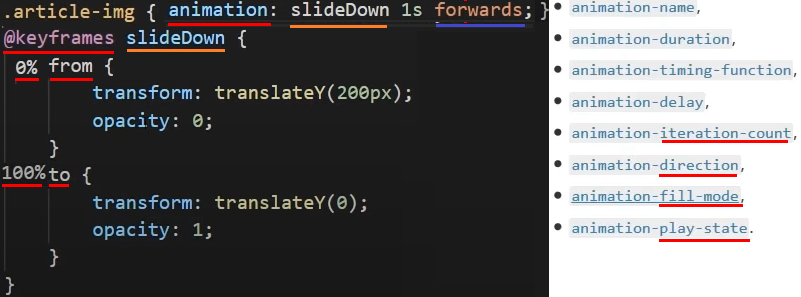 .article-img { animation: slideDown 1s forwards; }
@keyframes slideDown {
0% from {
transform: translateY(200px);
opacity: 0;
}
100% to {
transform: translateY(0);
opacity: 1;
}
}
• animation-name,
• animation-duration,
• animation-timing-function,
• animation-delay,
• animation-iteration-count,
• animation-direction,
• animation-fill-mode,
• animation-play-state.